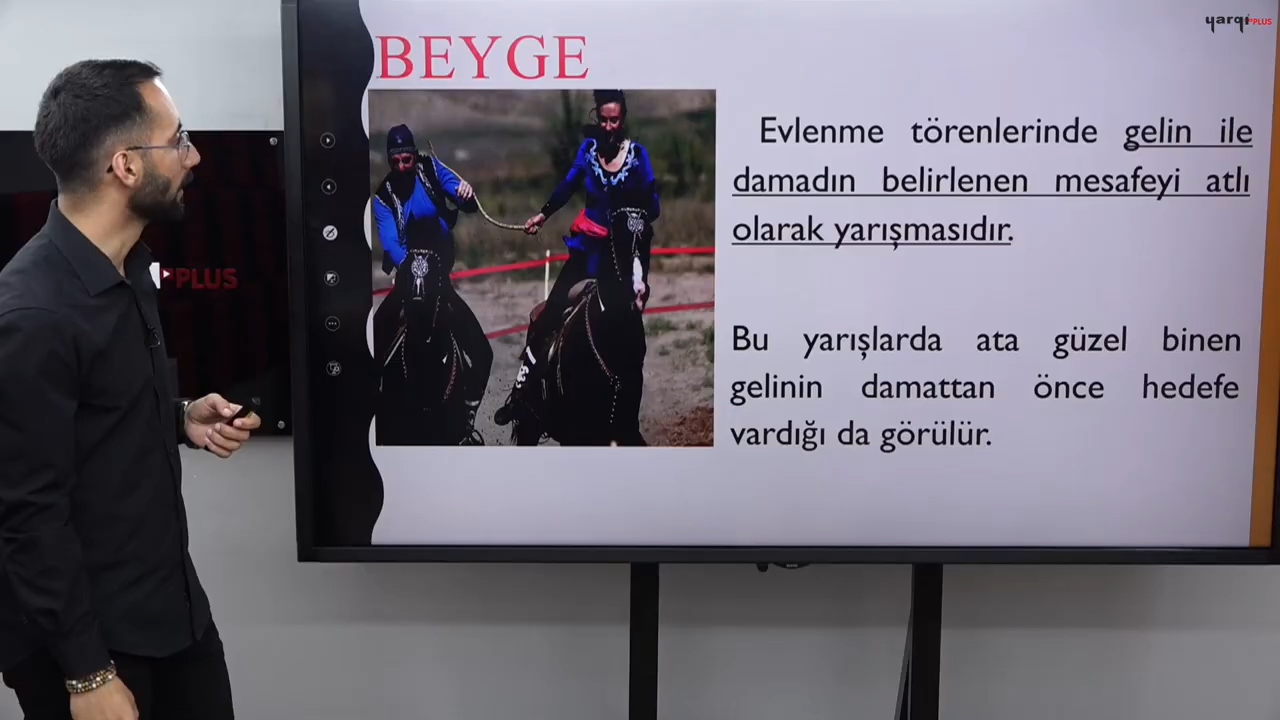 yarqı PLUS
BEYGE
Evlenme törenlerinde gelin ile
damadın belirlenen mesafeyi atlı
olarak yarışmasıdır.
Bu yarışlarda ata güzel binen
gelinin damattan önce hedefe
vardığı da görülür.
PLUS